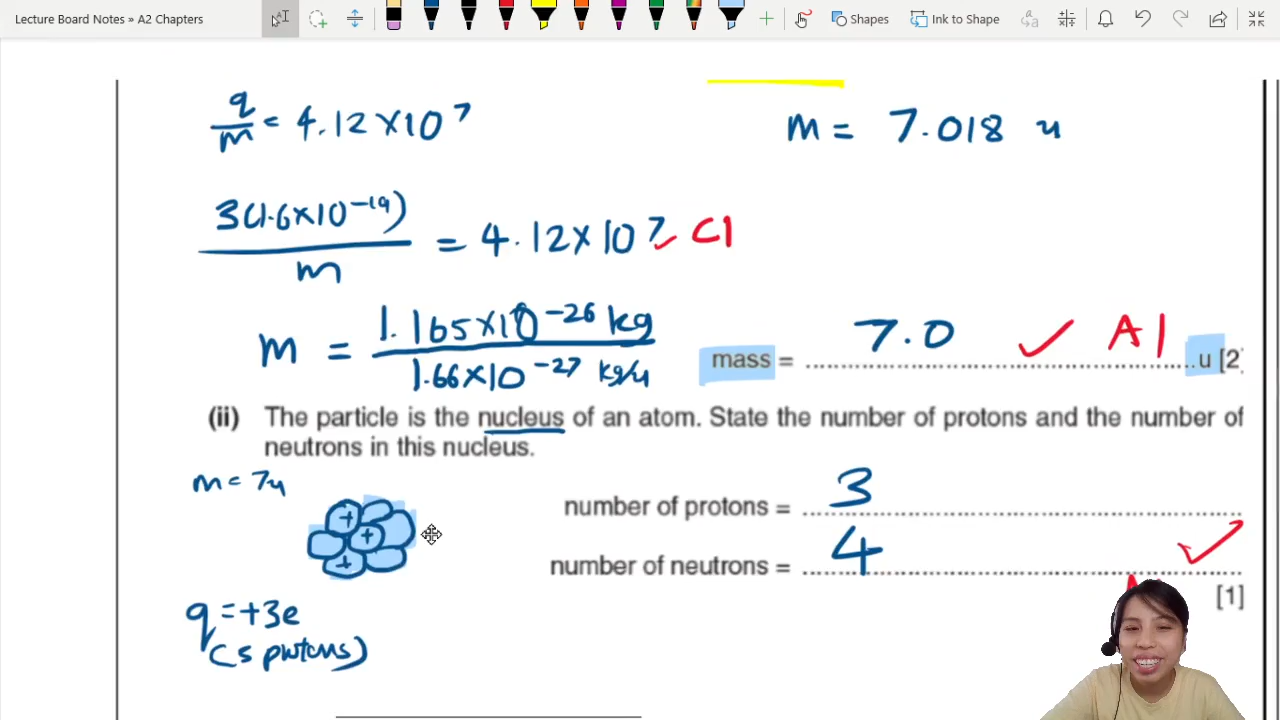 Lecture Board Notes » A2 Chapters
Shapes
Ink to Shape
q/m = 4.12×10⁷
m = 7.018 u
3(1.6×10⁻¹⁹)/m = 4.12×10⁷ ✓ C1
m = 1.165×10⁻²⁶ kg / 1.66×10⁻²⁷ kg/u
mass = 7.0 ✓ A1 u [2]
(ii) The particle is the nucleus of an atom. State the number of protons and the number of
neutrons in this nucleus.
m = 7u
+
+
+
number of protons = 3
number of neutrons = 4 ✓
[1]
q = +3e
(s protons)